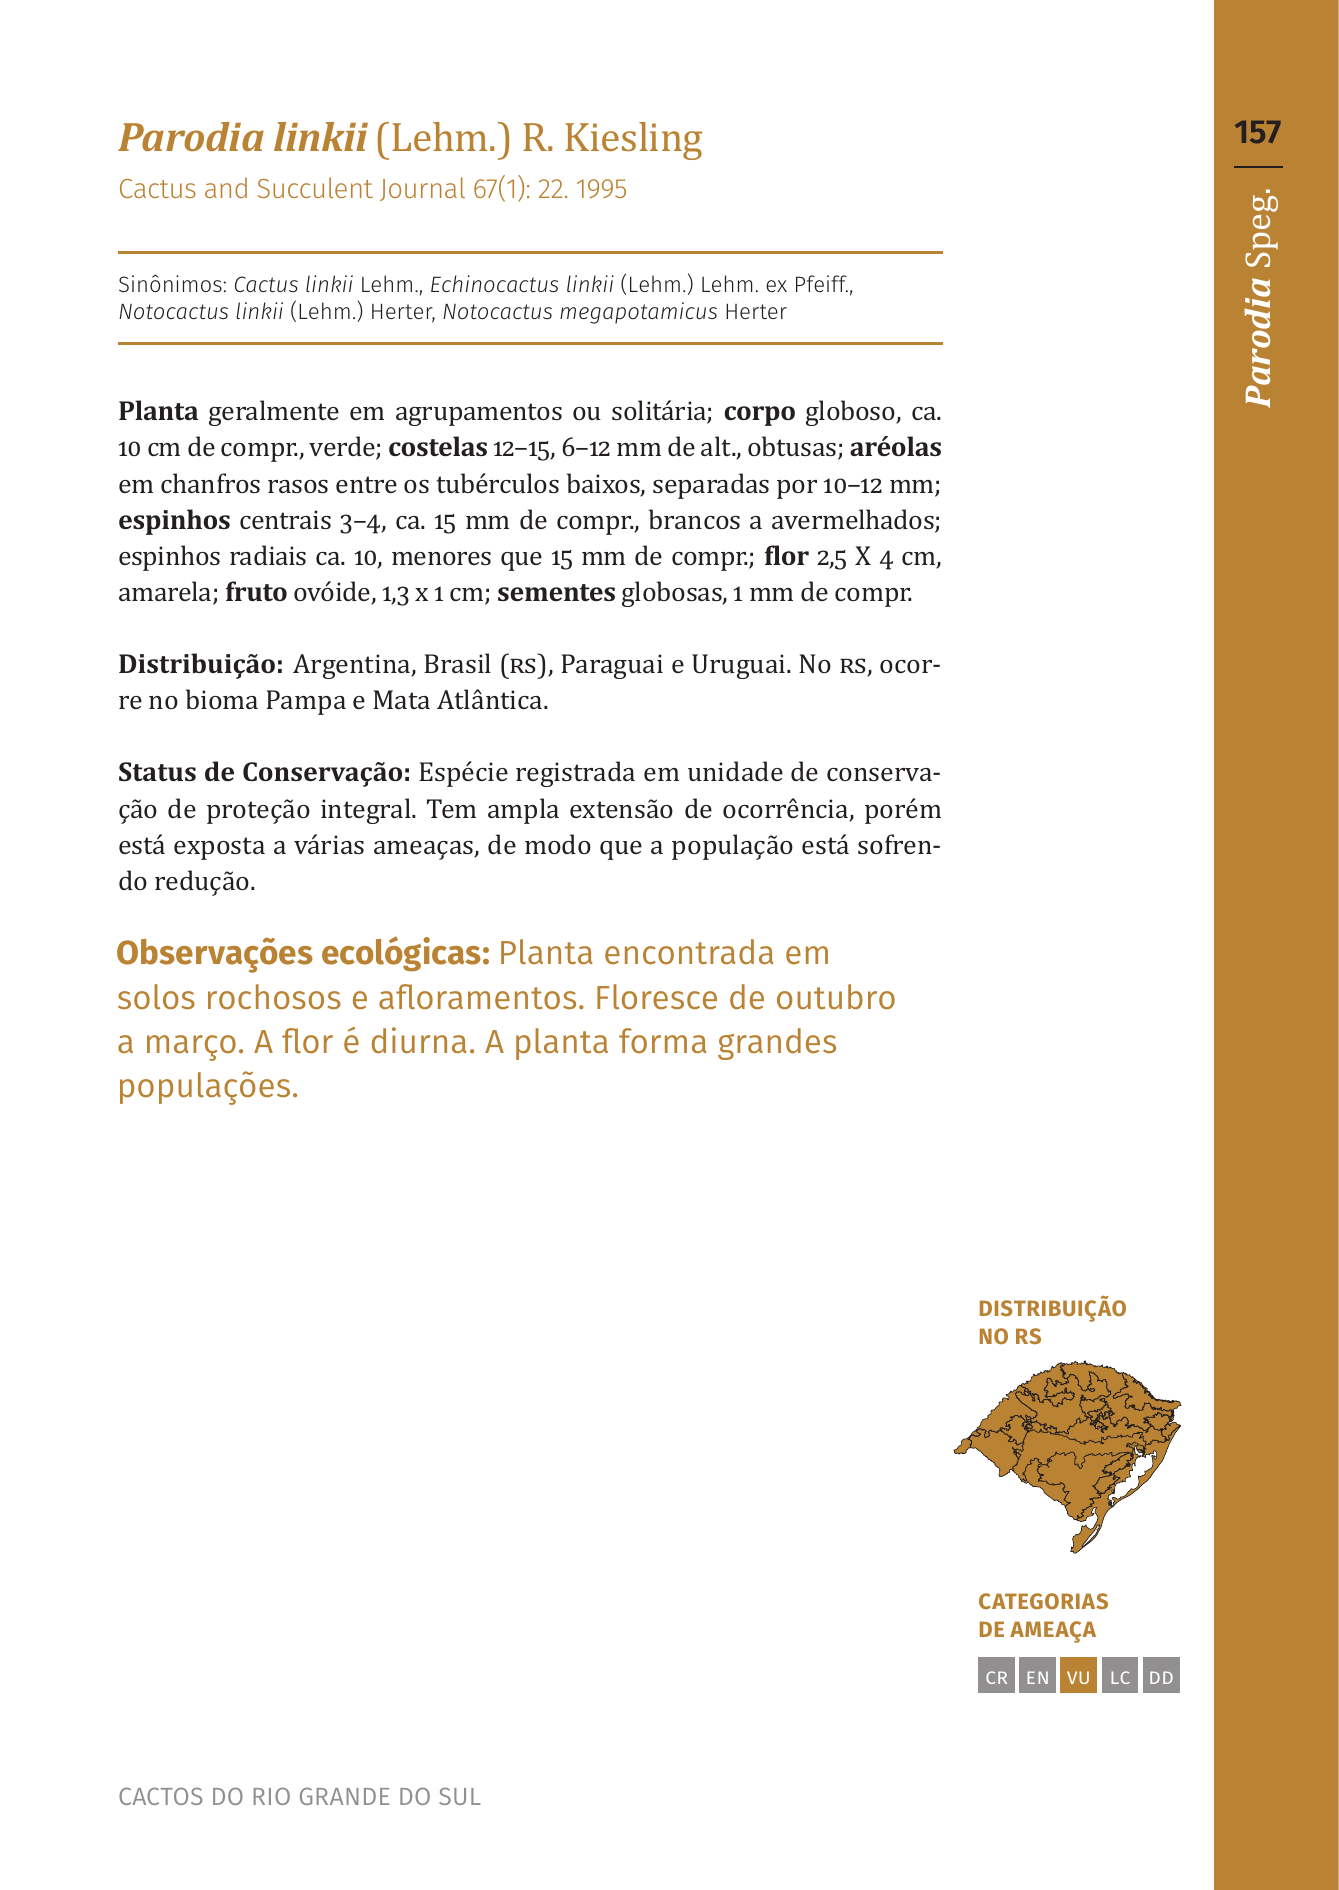 Parodia linkii (Lehm.) R. Kiesling
Cactus and Succulent Journal 67(1): 22. 1995
Sinônimos: Cactus linkii Lehm., Echinocactus linkii (Lehm.) Lehm. ex Pfeiff.,
Notocactus linkii (Lehm.) Herter, Notocactus megapotamicus Herter
Planta geralmente em agrupamentos ou solitária; corpo globoso, ca.
10 cm de compr., verde; costelas 12–15, 6–12 mm de alt., obtusas; aréolas
em chanfros rasos entre os tubérculos baixos, separadas por 10–12 mm;
espinhos centrais 3–4, ca. 15 mm de compr., brancos a avermelhados;
espinhos radiais ca. 10, menores que 15 mm de compr.; flor 2,5 X 4 cm,
amarela; fruto ovóide, 1,3 x 1 cm; sementes globosas, 1 mm de compr.
Distribuição: Argentina, Brasil (RS), Paraguai e Uruguai. No RS, ocor-
re no bioma Pampa e Mata Atlântica.
Status de Conservação: Espécie registrada em unidade de conserva-
ção de proteção integral. Tem ampla extensão de ocorrência, porém
está exposta a várias ameaças, de modo que a população está sofren-
do redução.
Observações ecológicas: Planta encontrada em
solos rochosos e afloramentos. Floresce de outubro
a março. A flor é diurna. A planta forma grandes
populações.
DISTRIBUIÇÃO
NO RS
CATEGORIAS
DE AMEAÇA
CR EN VU LC DD
CACTOS DO RIO GRANDE DO SUL
157
Parodia Speg.